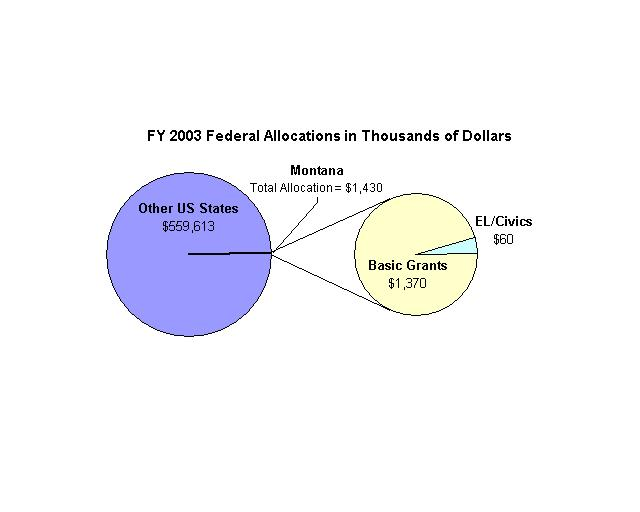 FY 2003 Federal Allocations in Thousands of Dollars
Montana
Total Allocation = $1,430
Other US States
$559,613
EL/Civics
$60
Basic Grants
$1,370